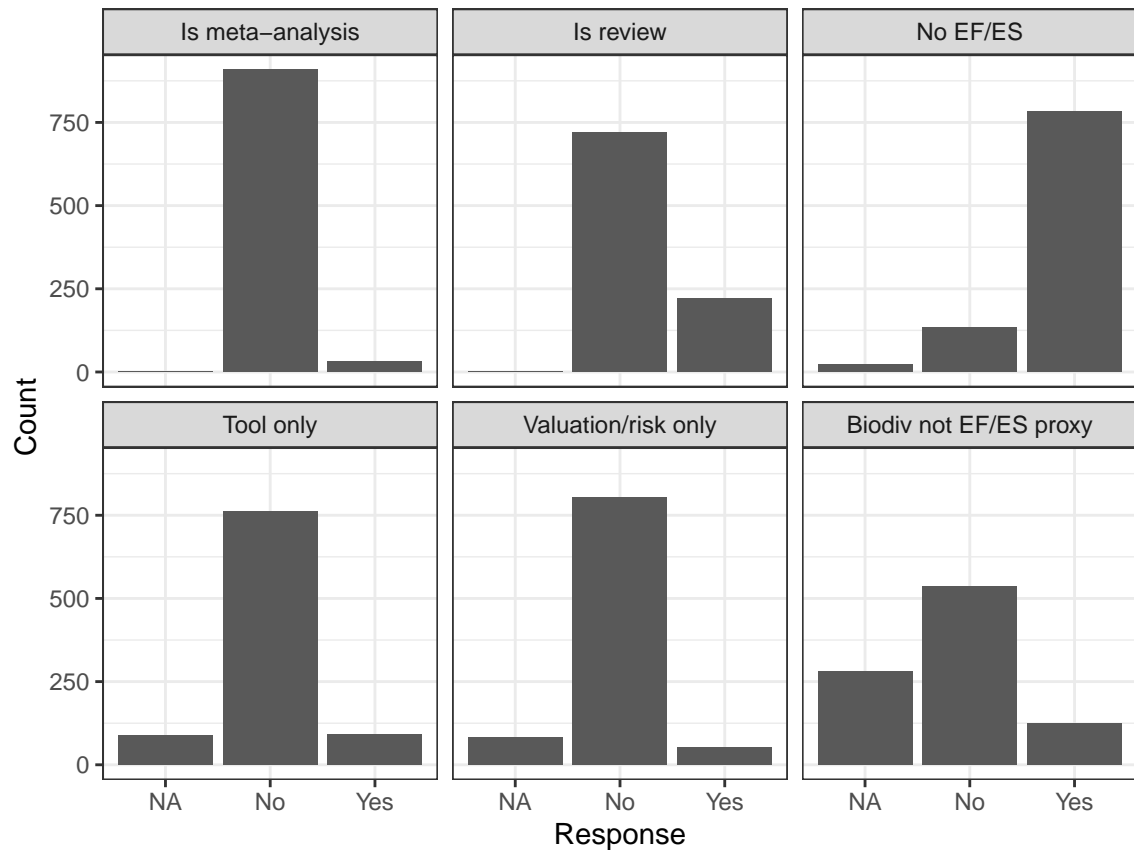 Is meta−analysis
Is review
No EF/ES
750
500
250
0
Count
Tool only
Valuation/risk only
Biodiv not EF/ES proxy
750
500
250
0
NA No Yes
NA No Yes
NA No Yes
Response